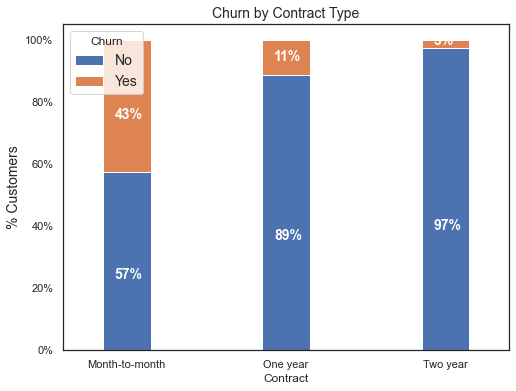 Churn by Contract Type
100%
80%
60%
40%
20%
0%
% Customers
Churn
No
Yes
43%
57%
11%
89%
3%
97%
Month-to-month
One year
Two year
Contract